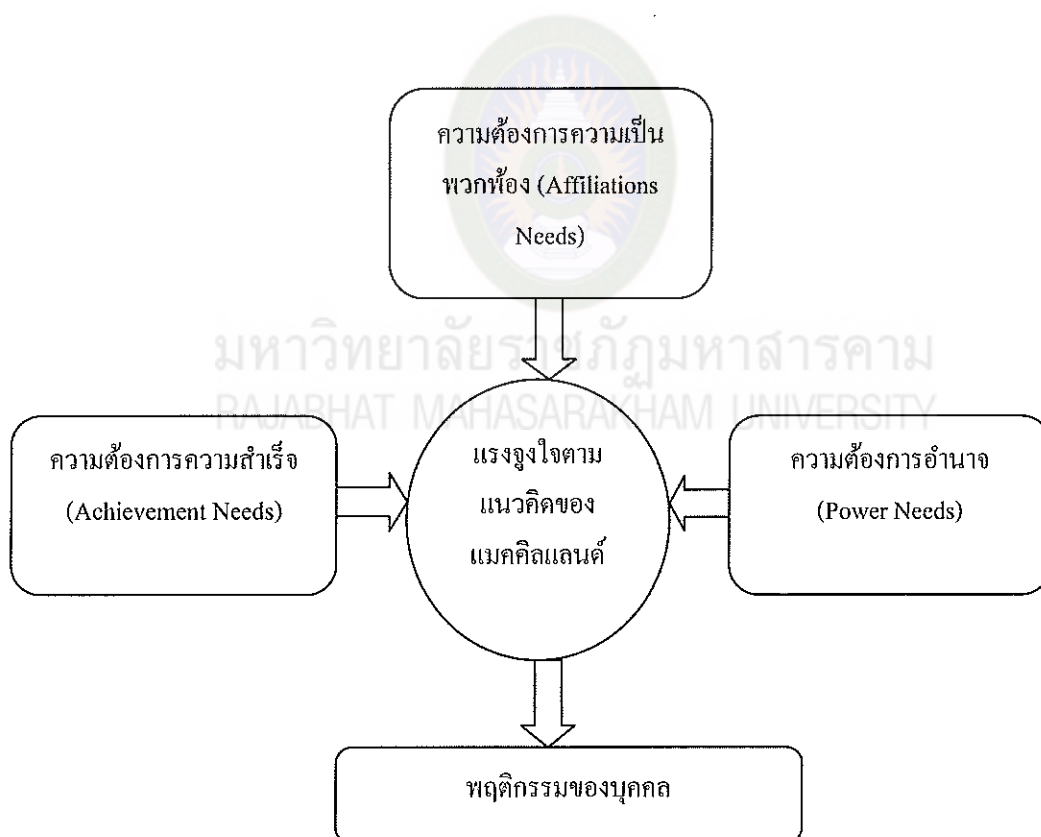 ความต้องการความเป็น
พวกพ้อง (Affiliations
Needs)
มหาวิทยาลัยราชภัฏมหาสารคาม
RAJABHAT MAHASARAKHAM UNIVERSITY
ความต้องการความสำเร็จ
(Achievement Needs)
แรงจูงใจตาม
แนวคิดของ
แมคคิลแลนด์
ความต้องการอำนาจ
(Power Needs)
พฤติกรรมของบุคคล